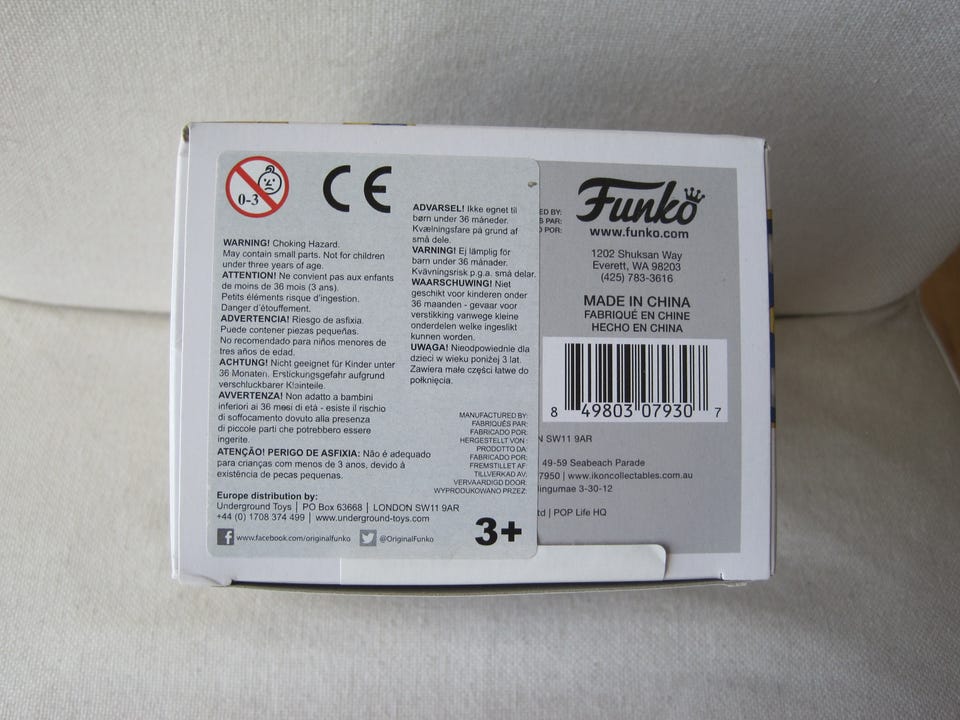 0-3
CE
WARNING! Choking Hazard.
May contain small parts. Not for children
under three years of age.
ATTENTION! Ne convient pas aux enfants
de moins de 36 mois (3 ans).
Petits éléments risque d'ingestion.
Danger d'étouffement.
ADVERTENCIA! Riesgo de asfixia.
Puede contener piezas pequeñas.
No recomendado para niños menores de
tres años de edad.
ACHTUNG! Nicht geeignet für Kinder unter
36 Monaten. Erstickungsgefahr aufgrund
verschluckbarer Klainteile.
AVVERTENZA! Non adatto a bambini
inferiori ai 36 mesi di età - esiste il rischio
di soffocamento dovuto alla presenza
di piccole parti che potrebbero essere
ingerite.
ATENÇÃO! PERIGO DE ASFIXIA: Não é adequado
para crianças com menos de 3 anos, devido à
existência de pecas pequenas.
Europe distribution by:
Underground Toys | PO Box 63668 | LONDON SW11 9AR
+44 (0) 1708 374 499 | www.underground-toys.com
www.facebook.com/originalfunko @OriginalFunko
ADVARSEL! Ikke egnet til
børn under 36 måneder.
Kvælningsfare på grund af
små dele.
VARNING! Ej lämplig för
barn under 36 månader.
Kvävningsrisk p.g.a. små delar.
WAARSCHUWING! Niet
geschikt voor kinderen onder
36 maanden - gevaar voor
verstikking vanwege kleine
onderdelen welke ingeslikt
kunnen worden.
UWAGA! Nieodpowiednie dla
dzieci w wieku poniżej 3 lat.
Zawiera małe części łatwe do
połknięcia.
MANUFACTURED BY:
FABRIQUÉS PAR:
FABRICADO POR:
HERGESTELLT VON :
PRODOTTO DA:
FABRICADO POR:
FREMSTILLET AF:
TILLVERKAD AV:
VERVAARDIGD DOOR:
WYPRODUKOWANO PRZEZ:
3+
ED BY:
S PAR:
O POR:
Funko
www.funko.com
1202 Shuksan Way
Everett, WA 98203
(425) 783-3616
MADE IN CHINA
FABRIQUÉ EN CHINE
HECHO EN CHINA
8 49803 07930 7
N SW11 9AR
49-59 Seabeach Parade
7950 | www.ikoncollectables.com.au
ingumae 3-30-12
td | POP Life HQ